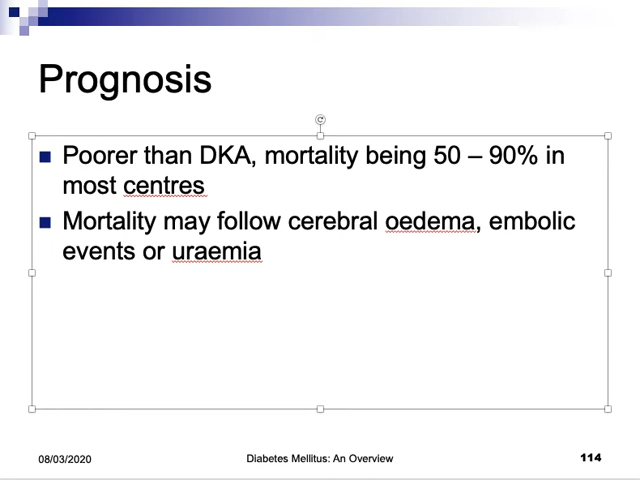 Prognosis
Poorer than DKA, mortality being 50 – 90% in
most centres
Mortality may follow cerebral oedema, embolic
events or uraemia
08/03/2020
Diabetes Mellitus: An Overview
114